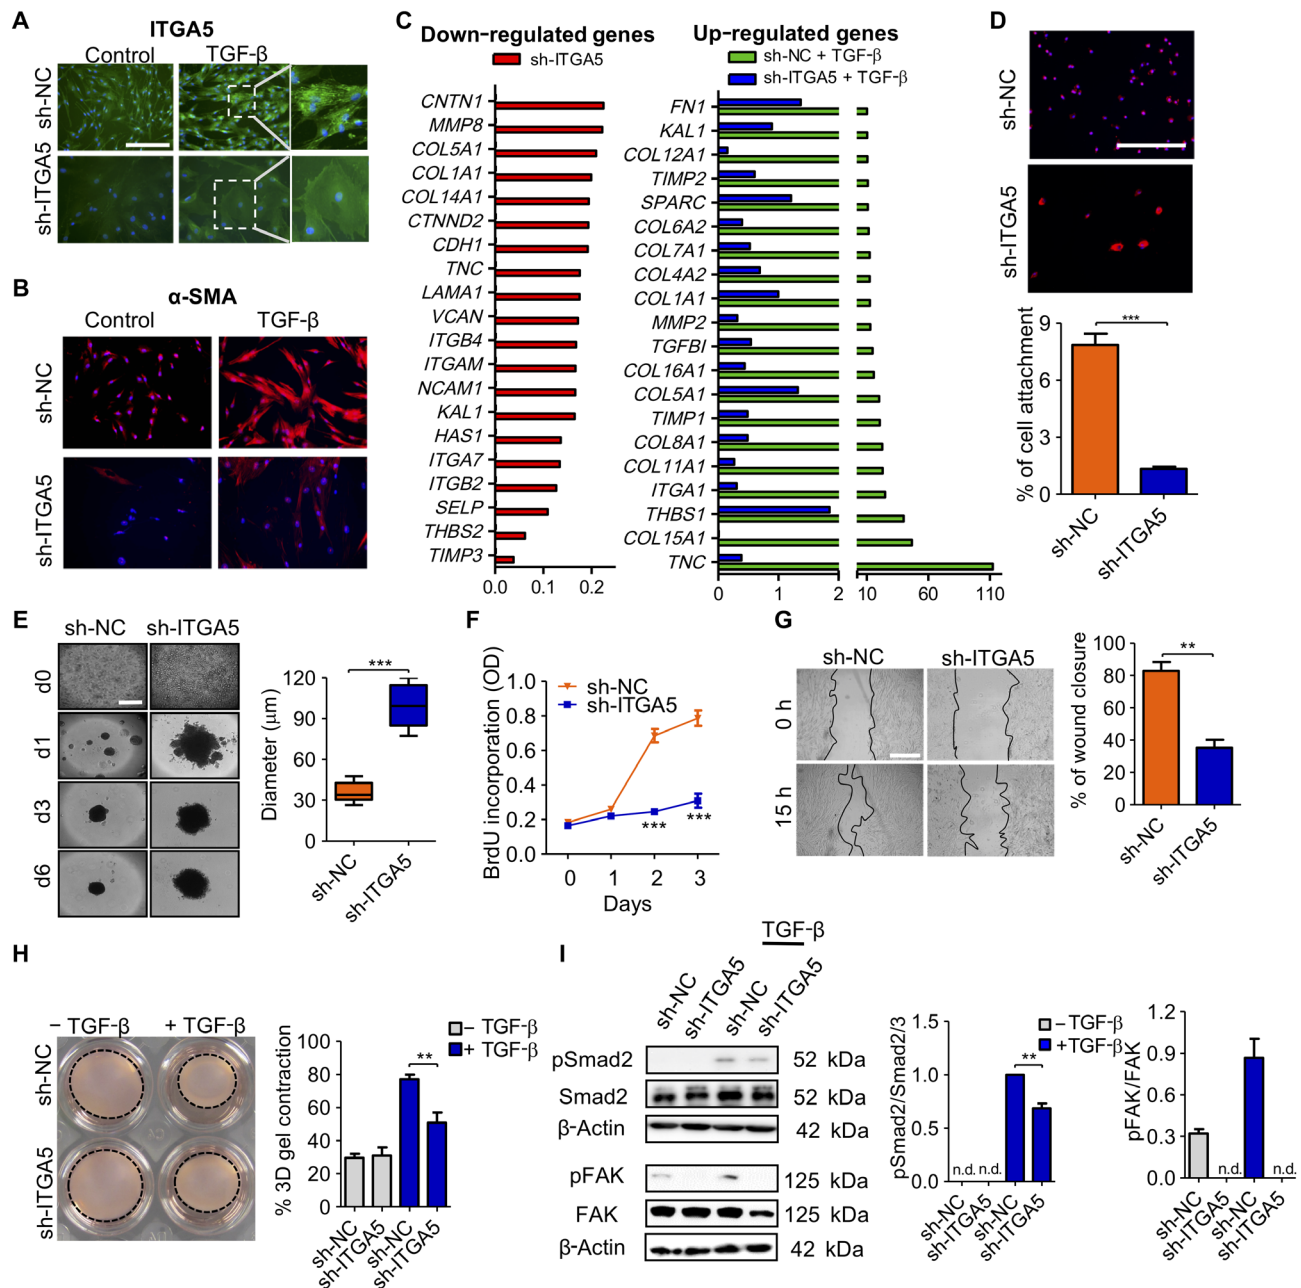 A
ITGA5
Control
TGF-β
sh-NC
sh-ITGA5
B
α-SMA
Control
TGF-β
sh-NC
sh-ITGA5
C
Down-regulated genes
sh-ITGA5
CNTN1
MMP8
COL5A1
COL1A1
COL14A1
CTNND2
CDH1
TNC
LAMA1
VCAN
ITGB4
ITGAM
NCAM1
KAL1
HAS1
ITGA7
ITGB2
SELP
THBS2
TIMP3
0.0 0.1 0.2
Up-regulated genes
sh-NC + TGF-β
sh-ITGA5 + TGF-β
FN1
KAL1
COL12A1
TIMP2
SPARC
COL6A2
COL7A1
COL4A2
COL1A1
MMP2
TGFBI
COL16A1
COL5A1
TIMP1
COL8A1
COL11A1
ITGA1
THBS1
COL15A1
TNC
0 1 2 10 60 110
D
sh-NC
sh-ITGA5
% of cell attachment
9
6
3
0
***
sh-NC
sh-ITGA5
E
sh-NC
sh-ITGA5
d0
d1
d3
d6
Diameter (μm)
120
90
60
30
0
***
sh-NC
sh-ITGA5
F
BrdU incorporation (OD)
1.0
0.8
0.6
0.4
0.2
0.0
sh-NC
sh-ITGA5
***
***
0 1 2 3
Days
G
sh-NC
sh-ITGA5
0 h
15 h
% of wound closure
100
80
60
40
20
0
**
sh-NC
sh-ITGA5
H
− TGF-β
+ TGF-β
sh-NC
sh-ITGA5
% 3D gel contraction
100
80
60
40
20
0
− TGF-β
+ TGF-β
**
sh-NC
sh-ITGA5
sh-NC
sh-ITGA5
I
TGF-β
sh-NC
sh-ITGA5
sh-NC
sh-ITGA5
pSmad2 52 kDa
Smad2 52 kDa
β-Actin 42 kDa
pFAK 125 kDa
FAK 125 kDa
β-Actin 42 kDa
pSmad2/Smad2/3
1.5
1.0
0.5
0.0
n.d. n.d.
**
sh-NC
sh-ITGA5
sh-NC
sh-ITGA5
− TGF-β
+TGF-β
pFAK/FAK
1.2
0.9
0.6
0.3
0.0
n.d.
n.d.
sh-NC
sh-ITGA5
sh-NC
sh-ITGA5